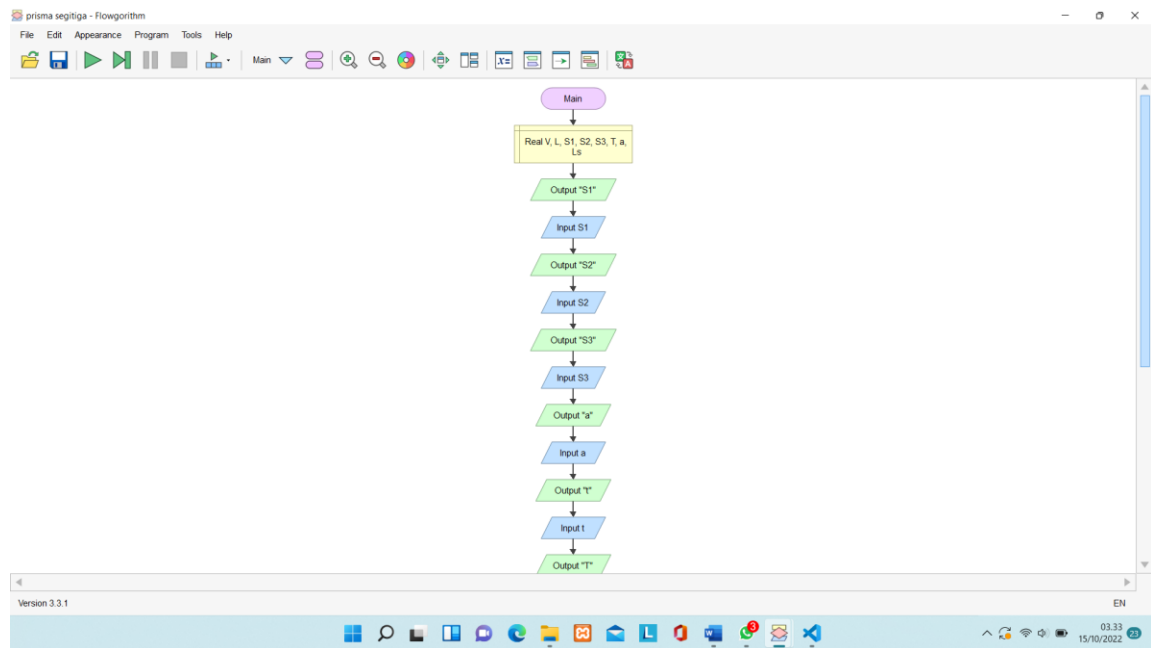 prisma segitiga - Flowgorithm
File Edit Appearance Program Tools Help
Main
Main
Real V, L, S1, S2, S3, T, a,
Ls
Output "S1"
Input S1
Output "S2"
Input S2
Output "S3"
Input S3
Output "a"
Input a
Output "t"
Input t
Output "T"
Version 3.3.1
EN
03.33
15/10/2022
23
3